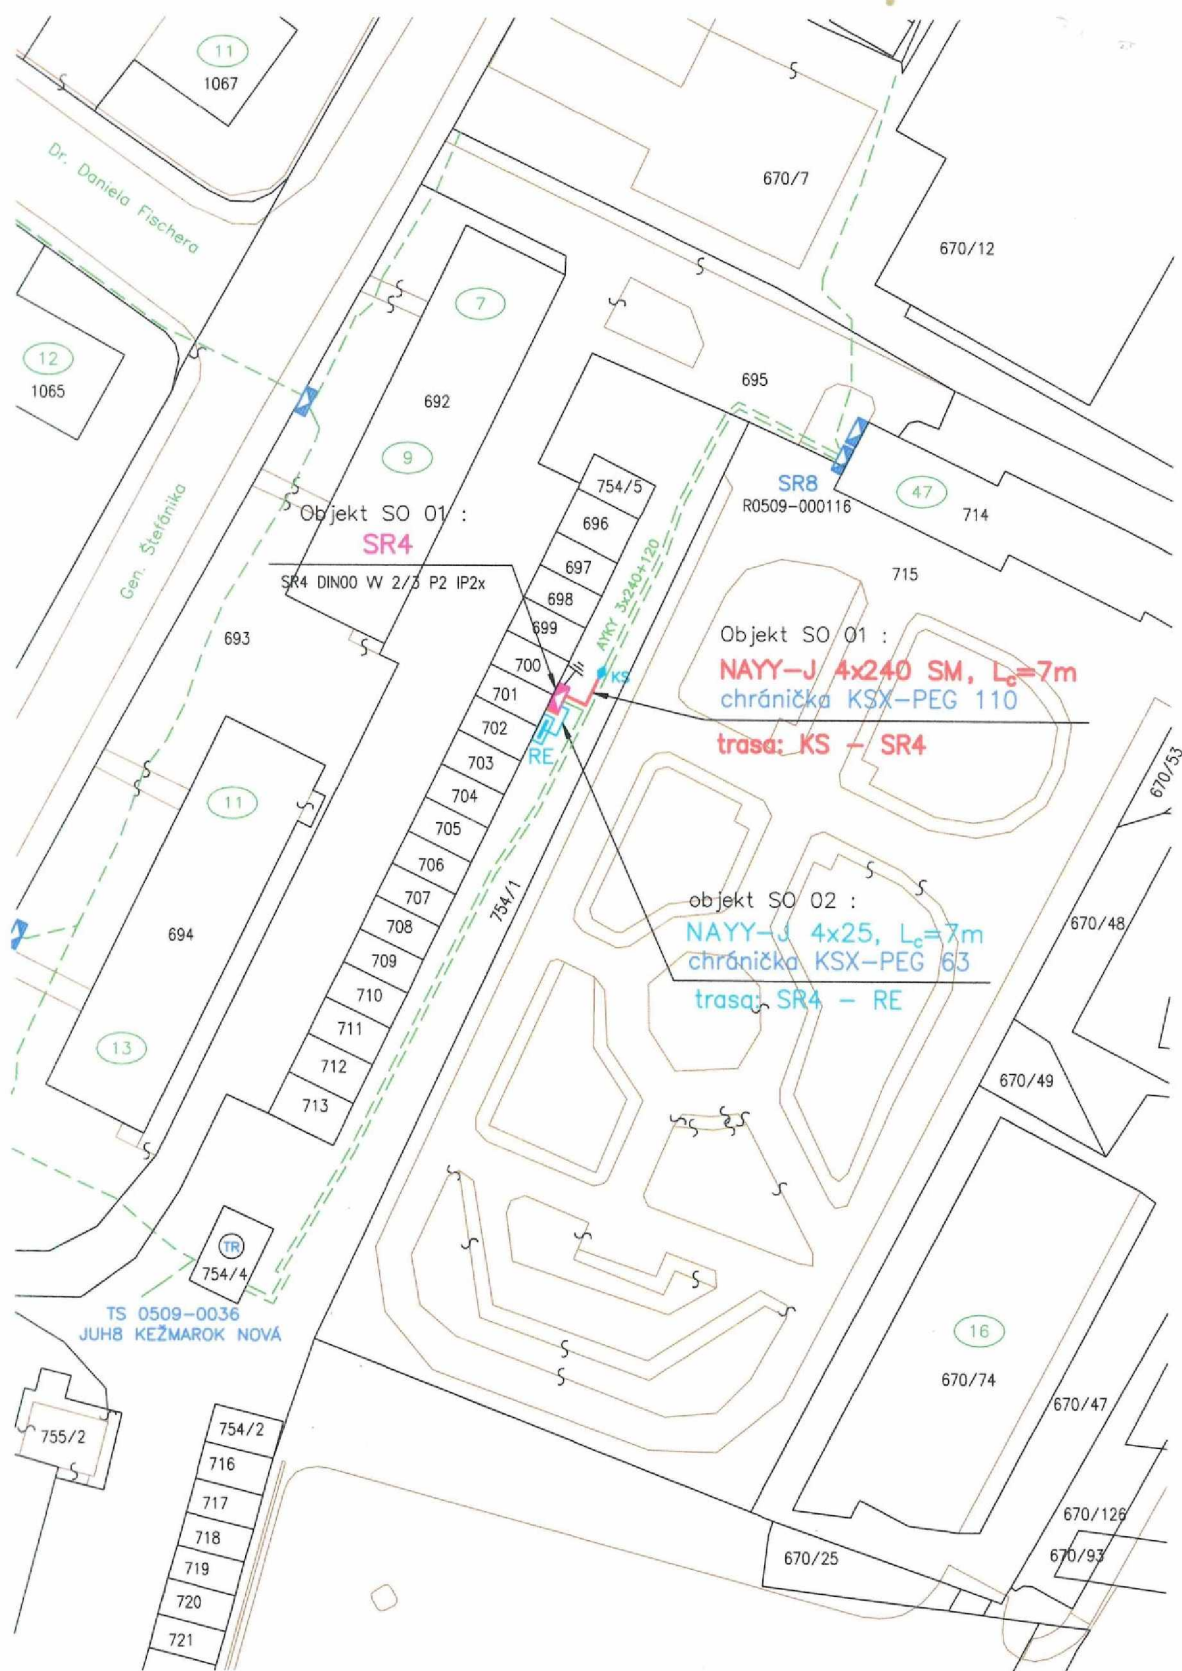 11
1067
Dr. Daniela Fischera
670/7
670/12
7
12
1065
692
695
9
754/5
SR8
R0509-000116
47
714
Gen. Štefánika
Objekt SO 01 :
SR4
SR4 DIN00 VV 2/3 P2 IP2x
696
697
698
699
700
701
702
703
704
705
706
707
708
709
710
711
712
713
AYKY 3x240+120
715
693
KS
RE
Objekt SO 01 :
NAYY-J 4x240 SM, Lc=7m
chránička KSX-PEG 110
trasa: KS - SR4
670/53
11
694
754/1
objekt SO 02 :
NAYY-J 4x25, Lc=7m
chránička KSX-PEG 63
trasa: SR4 - RE
670/48
13
670/49
TR
754/4
TS 0509-0036
JUH8 KEŽMAROK NOVÁ
16
670/74
670/47
755/2
754/2
716
717
718
719
720
721
670/126
670/25
670/93